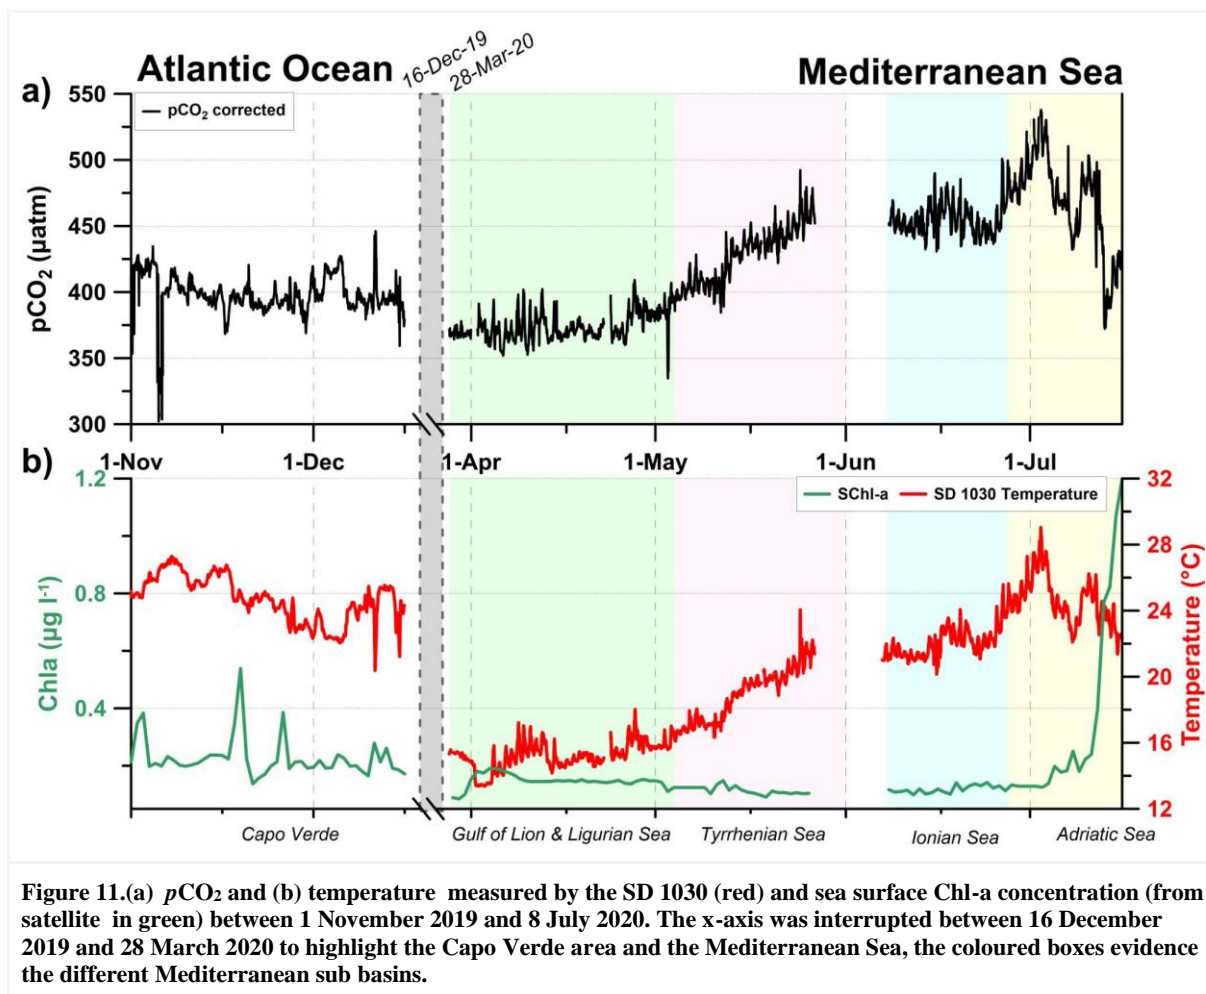 Atlantic Ocean
16-Dec-19
28-Mar-20
Mediterranean Sea
a)
550
500
450
400
350
300
pCO2 (µatm)
pCO2 corrected
1-Nov
1-Dec
1-Apr
1-May
1-Jun
1-Jul
b)
1.2
0.8
0.4
Chla (µg l-1)
SChl-a
SD 1030 Temperature
32
28
24
20
16
12
Temperature (°C)
Capo Verde
Gulf of Lion & Ligurian Sea
Tyrrhenian Sea
Ionian Sea
Adriatic Sea
Figure 11.(a) pCO2 and (b) temperature measured by the SD 1030 (red) and sea surface Chl-a concentration (from
satellite in green) between 1 November 2019 and 8 July 2020. The x-axis was interrupted between 16 December
2019 and 28 March 2020 to highlight the Capo Verde area and the Mediterranean Sea, the coloured boxes evidence
the different Mediterranean sub basins.